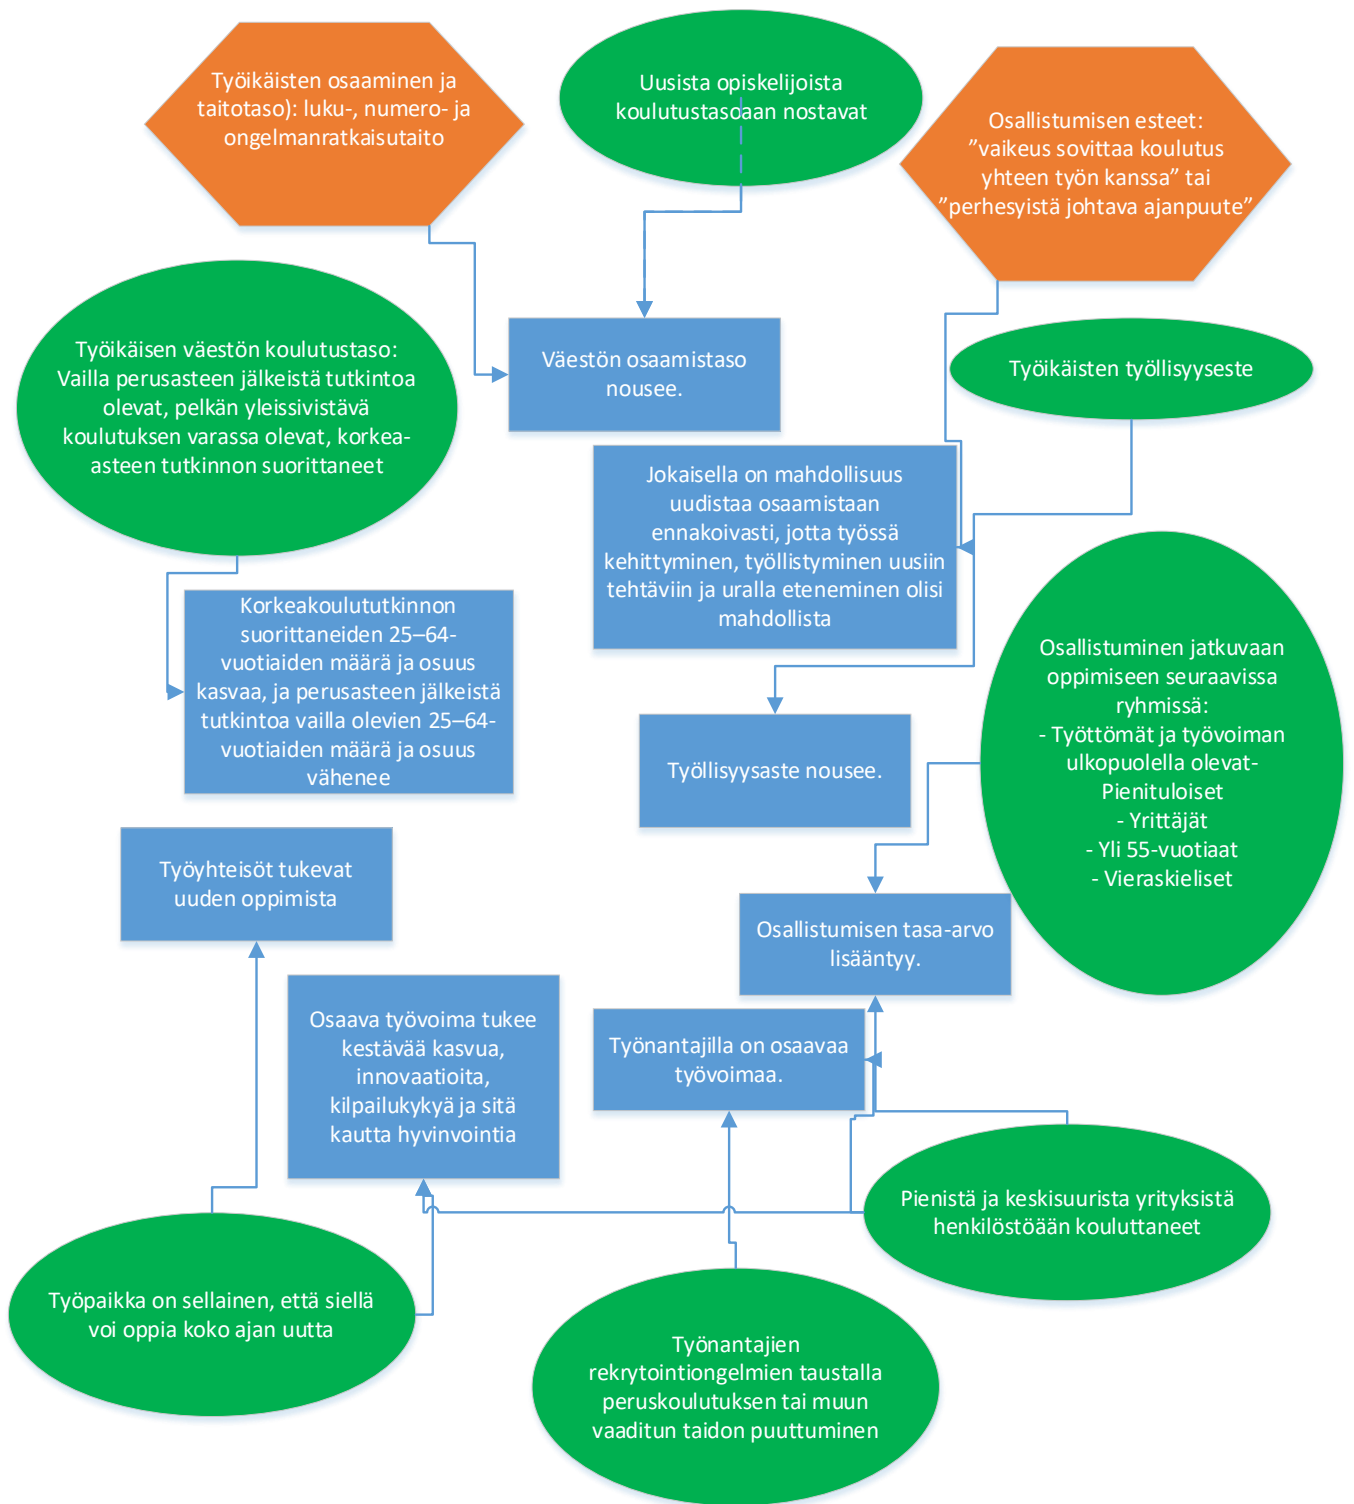 Työikäisten osaaminen ja
taitotaso): luku-, numero- ja
ongelmanratkaisutaito
Uusista opiskelijoista
koulutustasoaan nostavat
Osallistumisen esteet:
”vaikeus sovittaa koulutus
yhteen työn kanssa” tai
”perhesyistä johtava ajanpuute”
Työikäisen väestön koulutustaso:
Vailla perusasteen jälkeistä tutkintoa
olevat, pelkän yleissivistävä
koulutuksen varassa olevat, korkea-
asteen tutkinnon suorittaneet
Väestön osaamistaso
nousee.
Työikäisten työllisyyseste
Jokaisella on mahdollisuus
uudistaa osaamistaan
ennakoivasti, jotta työssä
kehittyminen, työllistyminen uusiin
tehtäviin ja uralla eteneminen olisi
mahdollista
Korkeakoulututkinnon
suorittaneiden 25–64-
vuotiaiden määrä ja osuus
kasvaa, ja perusasteen jälkeistä
tutkintoa vailla olevien 25–64-
vuotiaiden määrä ja osuus
vähenee
Osallistuminen jatkuvaan
oppimiseen seuraavissa
ryhmissä:
- Työttömät ja työvoiman
ulkopuolella olevat-
Pienituloiset
- Yrittäjät
- Yli 55-vuotiaat
- Vieraskieliset
Työllisyysaste nousee.
Työyhteisöt tukevat
uuden oppimista
Osallistumisen tasa-arvo
lisääntyy.
Osaava työvoima tukee
kestävää kasvua,
innovaatioita,
kilpailukykyä ja sitä
kautta hyvinvointia
Työnantajilla on osaavaa
työvoimaa.
Pienistä ja keskisuurista yrityksistä
henkilöstöään kouluttaneet
Työpaikka on sellainen, että siellä
voi oppia koko ajan uutta
Työnantajien
rekrytointiongelmien taustalla
peruskoulutuksen tai muun
vaaditun taidon puuttuminen